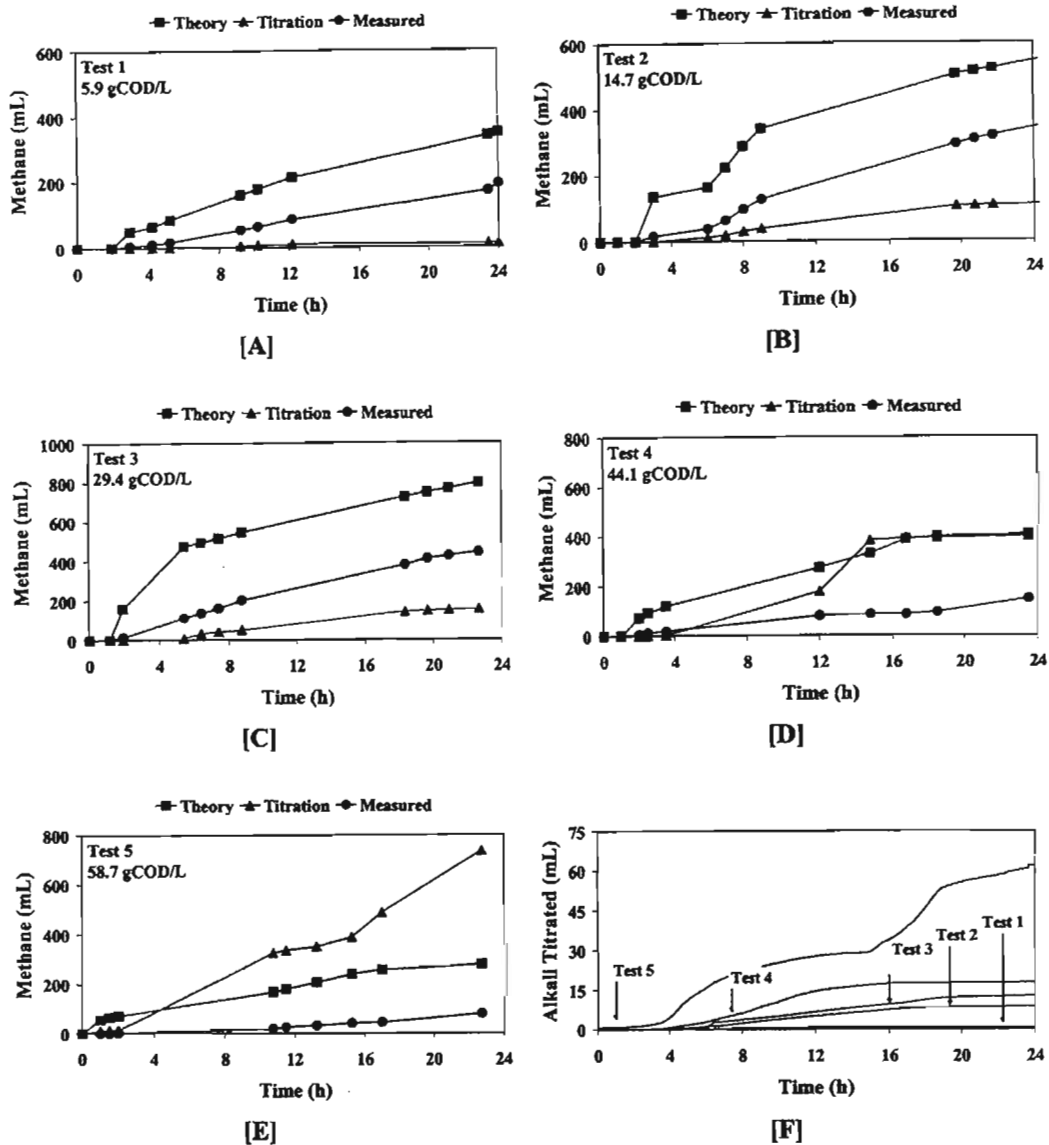 Theory Titration Measured
Test 1
5.9 gCOD/L
Methane (mL)
600
400
200
0
0 4 8 12 16 20 24
Time (h)
[A]
Theory Titration Measured
Test 2
14.7 gCOD/L
Methane (mL)
600
400
200
0
0 4 8 12 16 20 24
Time (h)
[B]
Theory Titration Measured
Test 3
29.4 gCOD/L
Methane (mL)
1000
800
600
400
200
0
0 4 8 12 16 20 24
Time (h)
[C]
Theory Titration Measured
Test 4
44.1 gCOD/L
Methane (mL)
800
600
400
200
0
0 4 8 12 16 20 24
Time (h)
[D]
Theory Titration Measured
Test 5
58.7 gCOD/L
Methane (mL)
800
600
400
200
0
0 4 8 12 16 20 24
Time (h)
[E]
Alkali Titrated (mL)
75
60
45
30
15
0
Test 5
Test 4
Test 3
Test 2
Test 1
0 4 8 12 16 20 24
Time (h)
[F]